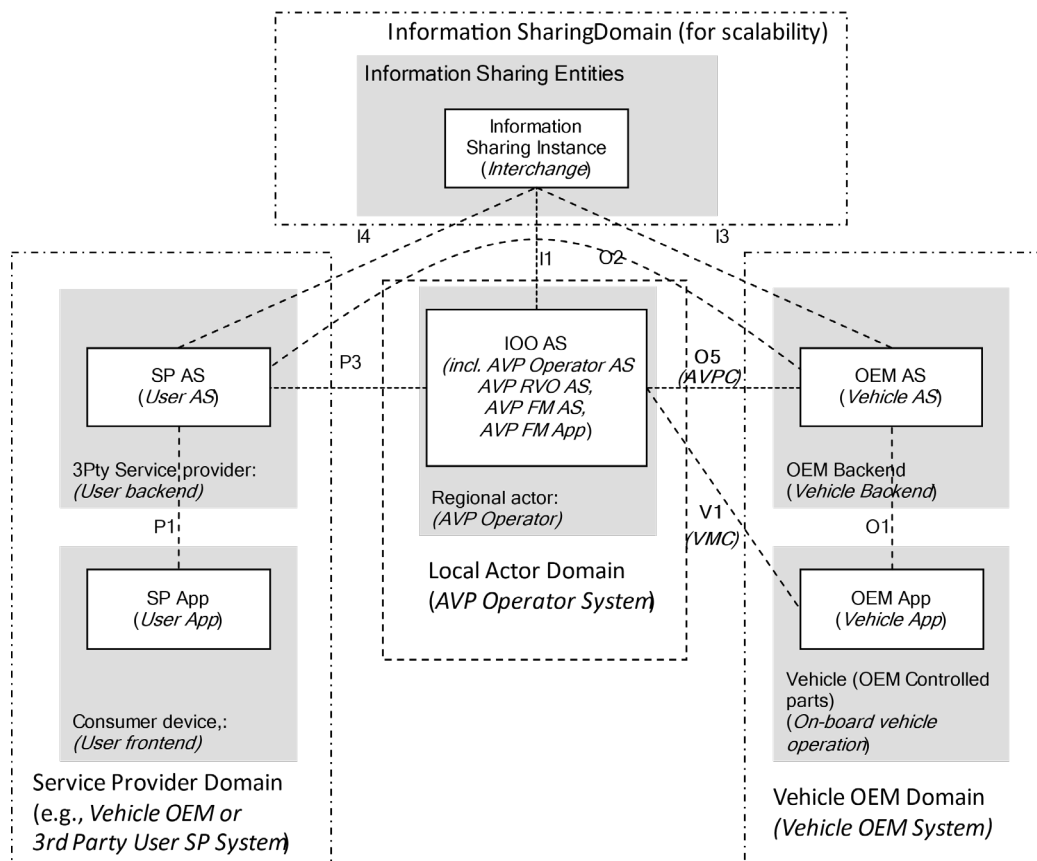 Information SharingDomain (for scalability)
Information Sharing Entities
Information
Sharing Instance
(Interchange)
I4
I3
I1
O2
SP AS
(User AS)
3Pty Service provider:
(User backend)
P3
IOO AS
(incl. AVP Operator AS
AVP RVO AS,
AVP FM AS,
AVP FM App)
Regional actor:
(AVP Operator)
O5
(AVPC)
OEM AS
(Vehicle AS)
OEM Backend
(Vehicle Backend)
P1
V1
(VMC)
O1
Local Actor Domain
(AVP Operator System)
SP App
(User App)
Consumer device,:
(User frontend)
OEM App
(Vehicle App)
Vehicle (OEM Controlled
parts)
(On-board vehicle
operation)
Service Provider Domain
(e.g., Vehicle OEM or
3rd Party User SP System)
Vehicle OEM Domain
(Vehicle OEM System)